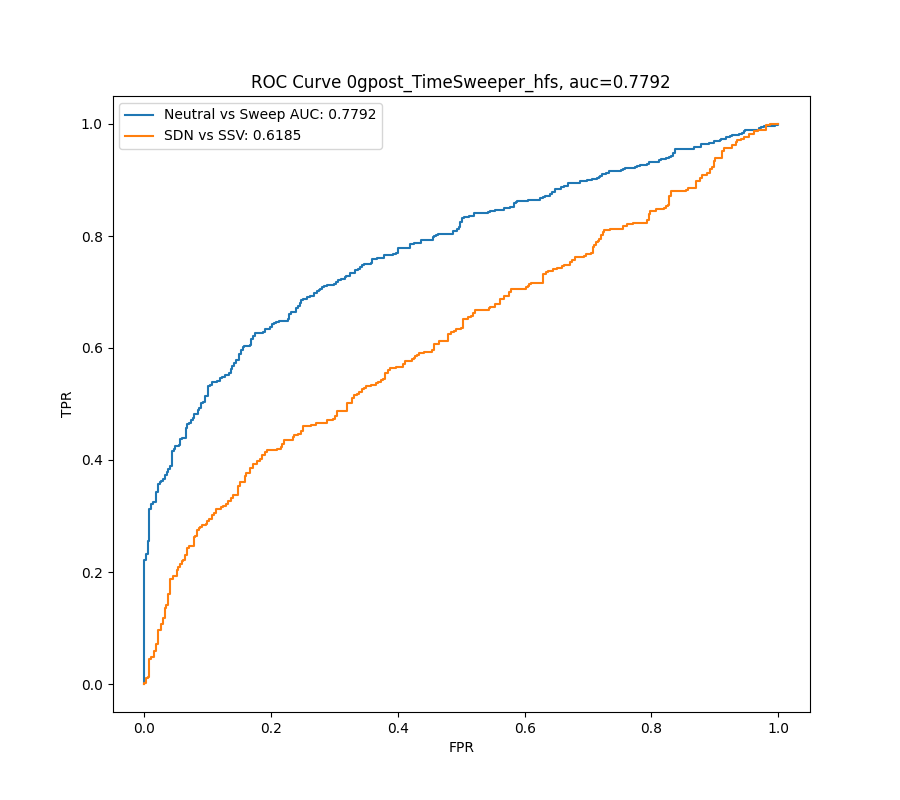 ROC Curve 0gpost_TimeSweeper_hfs, auc=0.7792
Neutral vs Sweep AUC: 0.7792
SDN vs SSV: 0.6185
1.0
0.8
0.6
0.4
0.2
0.0
TPR
0.0 0.2 0.4 0.6 0.8 1.0
FPR